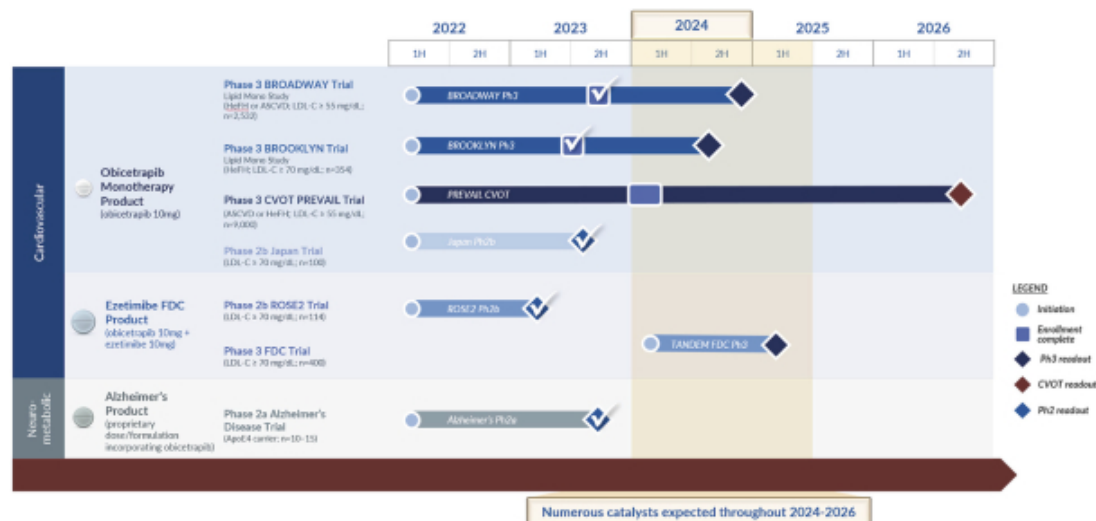 2022 2023 2024 2025 2026
1H 2H 1H 2H 1H 2H 1H 2H 1H 2H
Cardiovascular
Obicetrapib
Monotherapy
Product
(obicetrapib 10mg)
Phase 3 BROADWAY Trial
Lipid Mono Study
(HeFH or ASCVD; LDL-C ≥ 55 mg/dL;
n=2,532)
BROADWAY Ph3
Phase 3 BROOKLYN Trial
Lipid Mono Study
(HeFH; LDL-C ≥ 70 mg/dL; n=354)
BROOKLYN Ph3
Phase 3 CVOT PREVAIL Trial
(ASCVD or HeFH; LDL-C ≥ 55 mg/dL;
n=9,000)
PREVAIL CVOT
Phase 2b Japan Trial
(LDL-C ≥ 70 mg/dL; n=100)
Japan Ph2b
Ezetimibe FDC
Product
(obicetrapib 10mg +
ezetimibe 10mg)
Phase 2b ROSE2 Trial
(LDL-C ≥ 70 mg/dL; n=114)
ROSE2 Ph2b
Phase 3 FDC Trial
(LDL-C ≥ 70 mg/dL; n=400)
TANDEM FDC Ph3
Neuro-
metabolic
Alzheimer's
Product
(proprietary
dose/formulation
incorporating obicetrapib)
Phase 2a Alzheimer's
Disease Trial
(ApoE4 carrier; n=10-15)
Alzheimer's Ph2a
LEGEND
Initiation
Enrollment
complete
Ph3 readout
CVOT readout
Ph2 readout
Numerous catalysts expected throughout 2024-2026